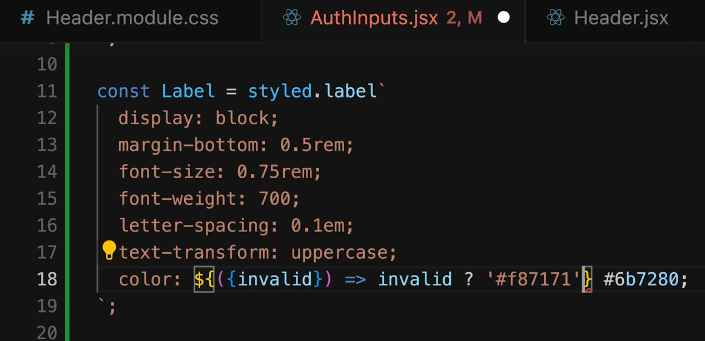 # Header.module.css AuthInputs.jsx 2, M Header.jsx
10
11 const Label = styled.label`
12 display: block;
13 margin-bottom: 0.5rem;
14 font-size: 0.75rem;
15 font-weight: 700;
16 letter-spacing: 0.1em;
17 text-transform: uppercase;
18 color: ${({invalid}) => invalid ? '#f87171'} #6b7280;
19 `;
20